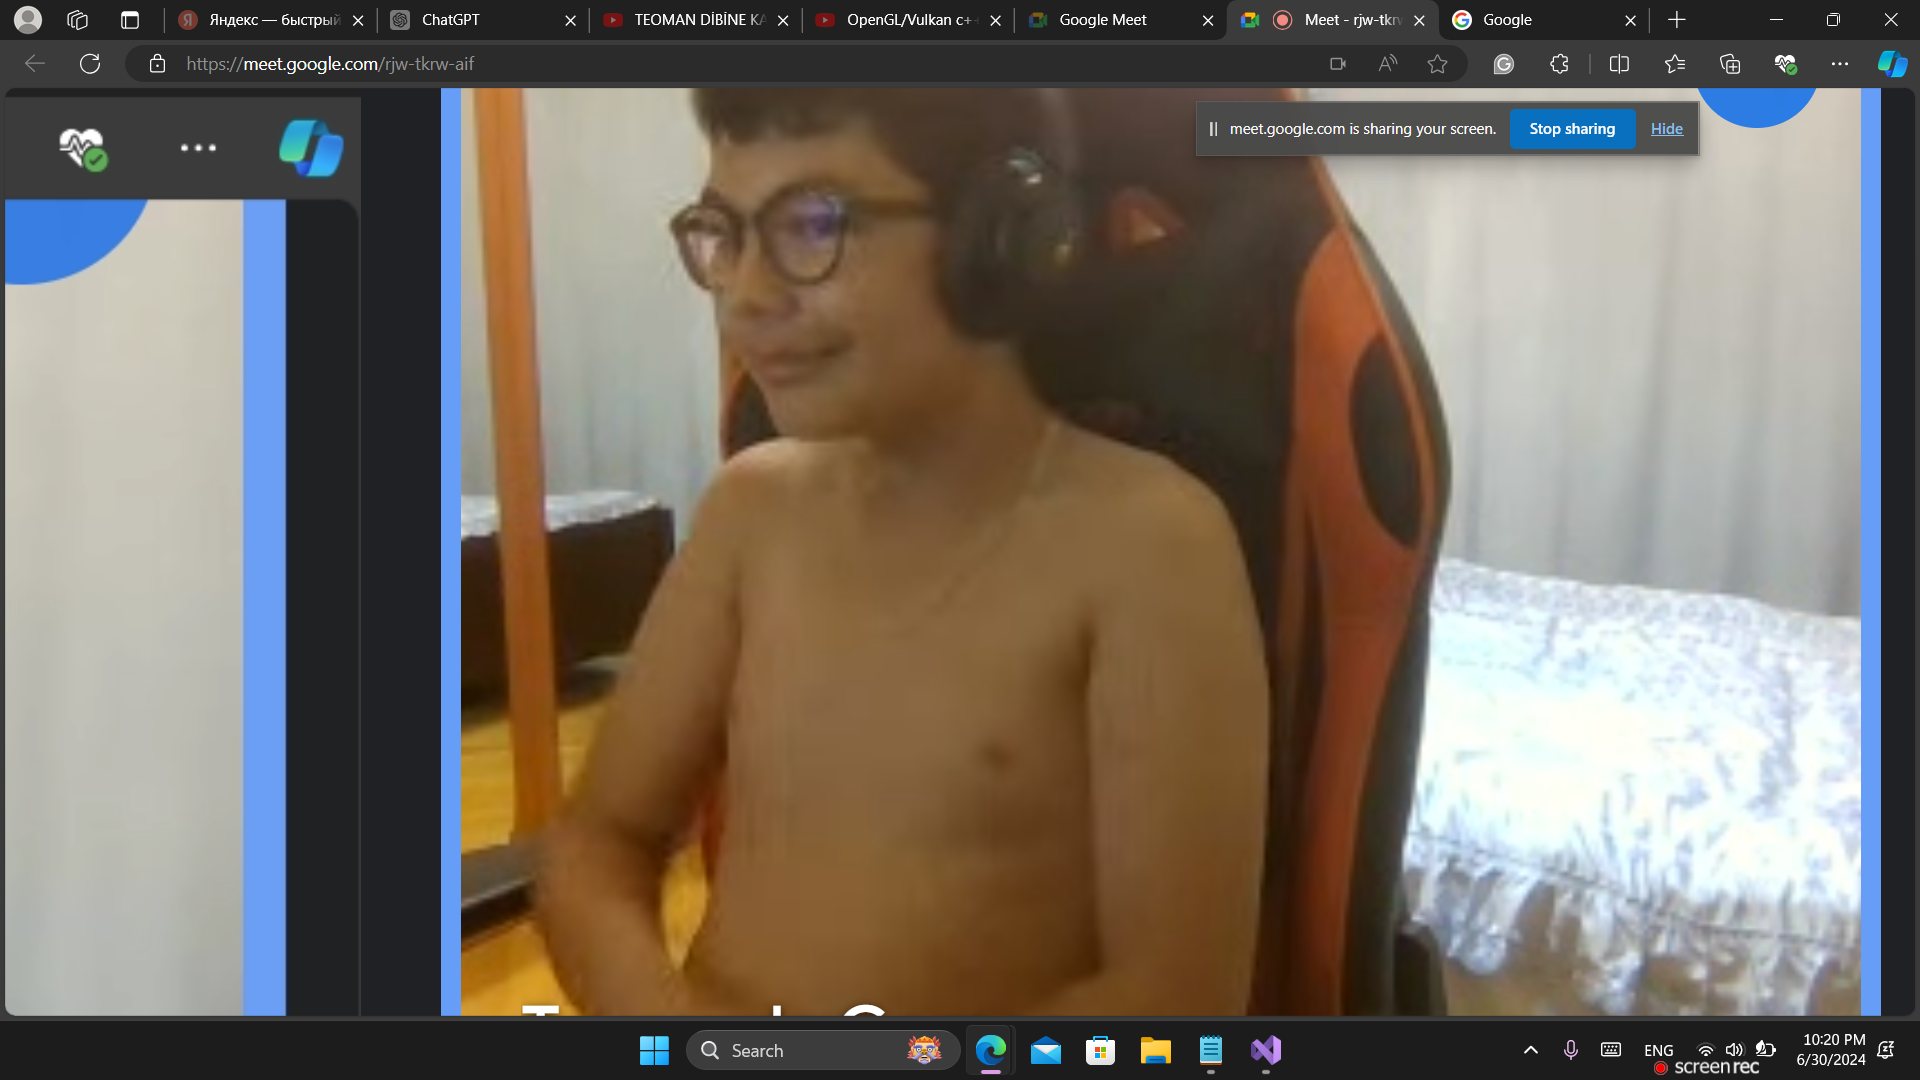 Яндекс — быстрый
ChatGPT
TEOMAN DİBİNE KA
OpenGL/Vulkan c++
Google Meet
Meet - rjw-tkrw
Google
https://meet.google.com/rjw-tkrw-aif
meet.google.com is sharing your screen.
Stop sharing
Hide
Search
ENG
10:20 PM
6/30/2024
screenrec